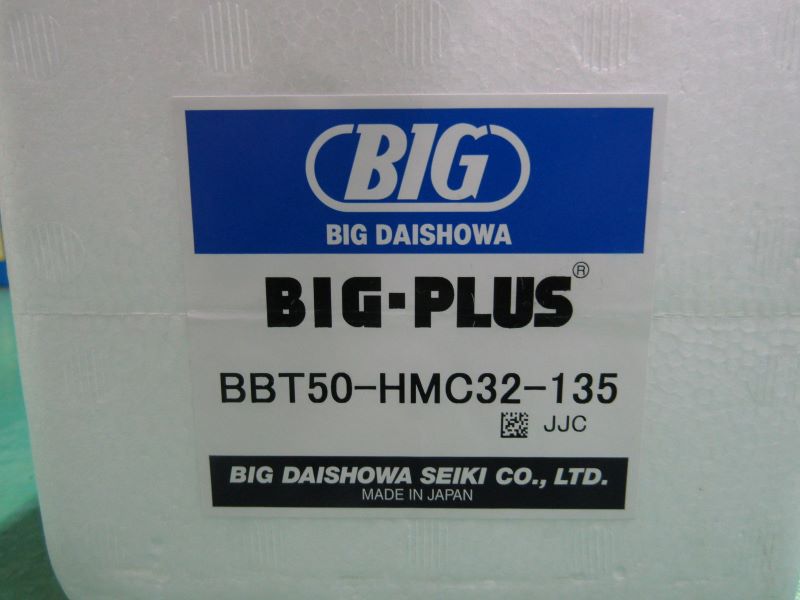 BIG
BIG DAISHOWA
BIG-PLUS®
BBT50-HMC32-135
JJC
BIG DAISHOWA SEIKI CO., LTD.
MADE IN JAPAN